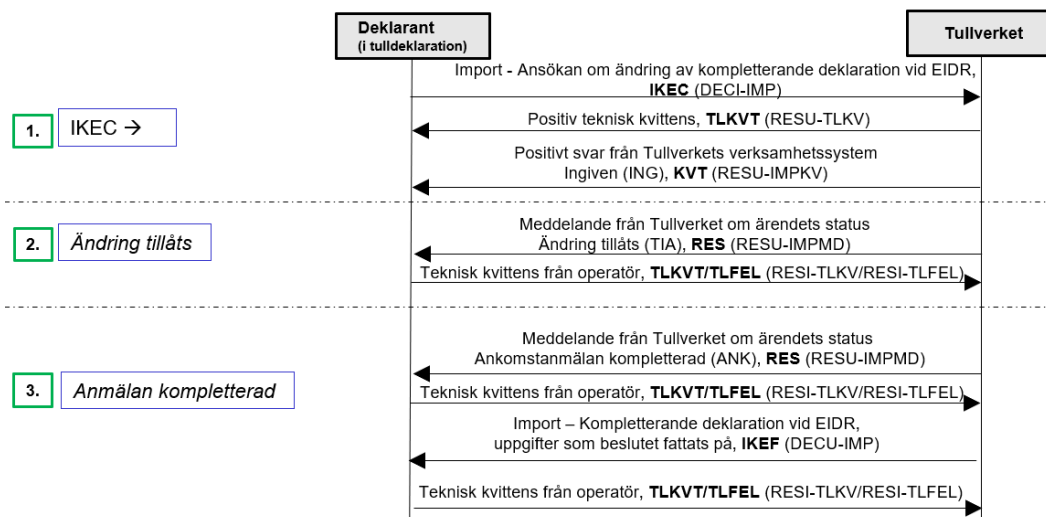 Deklarant
(i tulldeklaration)
Tullverket
Import - Ansökan om ändring av kompletterande deklaration vid EIDR,
IKEC (DECI-IMP)
1.
IKEC →
Positiv teknisk kvittens, TLKVT (RESU-TLKV)
Positivt svar från Tullverkets verksamhetssystem
Ingiven (ING), KVT (RESU-IMPKV)
2.
Ändring tillåts
Meddelande från Tullverket om ärendets status
Ändring tillåts (TIA), RES (RESU-IMPMD)
Teknisk kvittens från operatör, TLKVT/TLFEL (RESI-TLKV/RESI-TLFEL)
3.
Anmälan kompletterad
Meddelande från Tullverket om ärendets status
Ankomstanmälan kompletterad (ANK), RES (RESU-IMPMD)
Teknisk kvittens från operatör, TLKVT/TLFEL (RESI-TLKV/RESI-TLFEL)
Import – Kompletterande deklaration vid EIDR,
uppgifter som beslutet fattats på, IKEF (DECU-IMP)
Teknisk kvittens från operatör, TLKVT/TLFEL (RESI-TLKV/RESI-TLFEL)